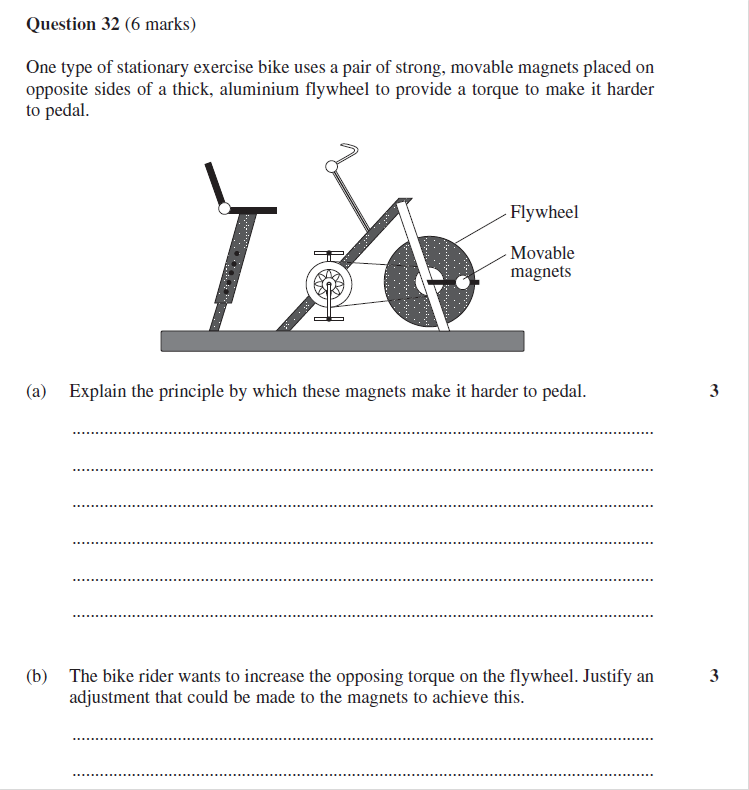 Question 32 (6 marks)
One type of stationary exercise bike uses a pair of strong, movable magnets placed on
opposite sides of a thick, aluminium flywheel to provide a torque to make it harder
to pedal.
Flywheel
Movable
magnets
(a) Explain the principle by which these magnets make it harder to pedal. 3
(b) The bike rider wants to increase the opposing torque on the flywheel. Justify an 3
adjustment that could be made to the magnets to achieve this.